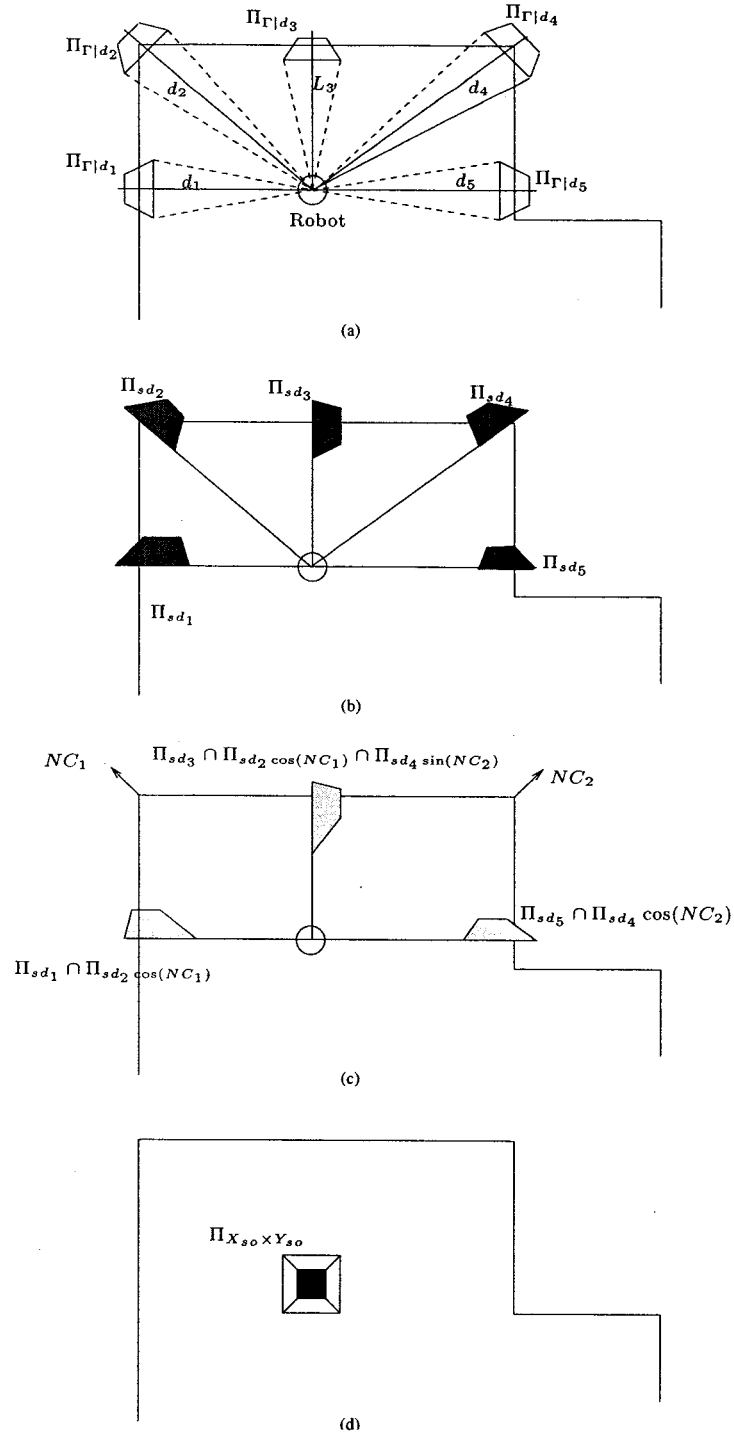 Π_{Γ|d_3}
Π_{Γ|d_4}
Π_{Γ|d_2}
d_2
L_3
d_4
Π_{Γ|d_1}
d_1
d_5
Π_{Γ|d_5}
Robot
(a)
Π_{sd_2}
Π_{sd_3}
Π_{sd_4}
Π_{sd_5}
Π_{sd_1}
(b)
NC_1
Π_{sd_3} ∩ Π_{sd_2 cos(NC_1)} ∩ Π_{sd_4 sin(NC_2)}
NC_2
Π_{sd_5} ∩ Π_{sd_4} cos(NC_2)
Π_{sd_1} ∩ Π_{sd_2 cos(NC_1)}
(c)
Π_{X_{so}×Y_{so}}
(d)